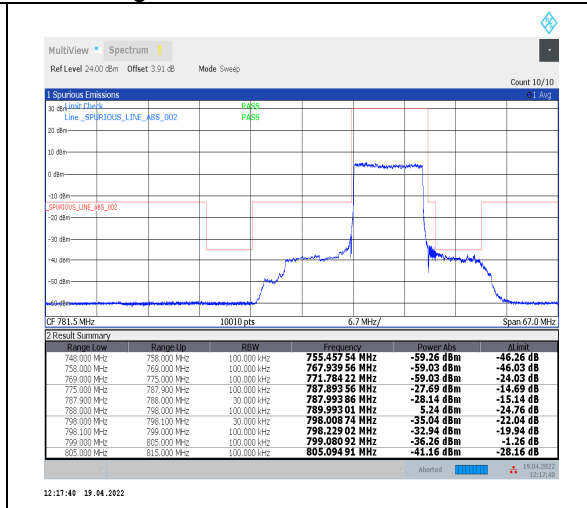 MultiView Spectrum
Ref Level 24.00 dBm Offset 3.91 dB Mode Sweep
Count 10/10
1 Spurious Emissions 1 Avg
30 dBm Limit Check PASS
Line _SPURIOUS_LINE_ABS_002 PASS
20 dBm
10 dBm
0 dBm
-10 dBm
_SPURIOUS_LINE_ABS_002
-20 dBm
-30 dBm
-40 dBm
-50 dBm
-60 dBm
CF 781.5 MHz 10010 pts 6.7 MHz/ Span 67.0 MHz
2 Result Summary
Range Low Range Up RBW Frequency Power Abs ΔLimit
748.000 MHz 758.000 MHz 100.000 kHz 755.457 54 MHz -59.26 dBm -46.26 dB
758.000 MHz 769.000 MHz 100.000 kHz 767.939 56 MHz -59.03 dBm -46.03 dB
769.000 MHz 775.000 MHz 100.000 kHz 771.784 22 MHz -59.03 dBm -24.03 dB
775.000 MHz 787.900 MHz 100.000 kHz 787.893 56 MHz -27.69 dBm -14.69 dB
787.900 MHz 788.000 MHz 30.000 kHz 787.993 86 MHz -28.14 dBm -15.14 dB
788.000 MHz 798.000 MHz 100.000 kHz 789.993 01 MHz 5.24 dBm -24.76 dB
798.000 MHz 798.100 MHz 30.000 kHz 798.008 74 MHz -35.04 dBm -22.04 dB
798.100 MHz 799.000 MHz 100.000 kHz 798.229 02 MHz -32.94 dBm -19.94 dB
799.000 MHz 805.000 MHz 100.000 kHz 799.080 92 MHz -36.26 dBm -1.26 dB
805.000 MHz 815.000 MHz 100.000 kHz 805.094 91 MHz -41.16 dBm -28.16 dB
Aborted 19.04.2022
12:17:40
12:17:40 19.04.2022